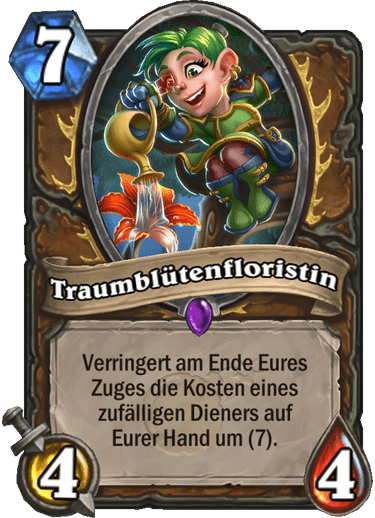 7
Traumblütenfloristin
Verringert am Ende Eures
Zuges die Kosten eines
zufälligen Dieners auf
Eurer Hand um (7).
4
4